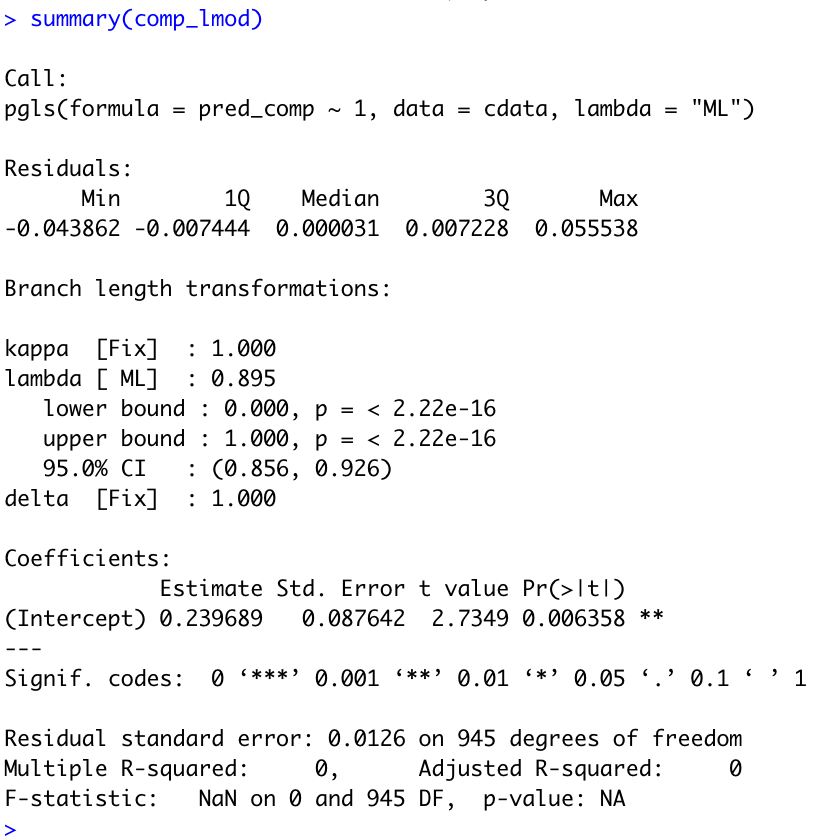 > summary(comp_lmod)
Call:
pgls(formula = pred_comp ~ 1, data = cdata, lambda = "ML")
Residuals:
      Min        1Q    Median        3Q       Max
-0.043862 -0.007444  0.000031  0.007228  0.055538
Branch length transformations:
kappa  [Fix]  : 1.000
lambda [ ML]  : 0.895
   lower bound : 0.000, p = < 2.22e-16
   upper bound : 1.000, p = < 2.22e-16
   95.0% CI   : (0.856, 0.926)
delta  [Fix]  : 1.000
Coefficients:
            Estimate Std. Error t value Pr(>|t|)
(Intercept) 0.239689   0.087642  2.7349 0.006358 **
---
Signif. codes:  0 ‘***’ 0.001 ‘**’ 0.01 ‘*’ 0.05 ‘.’ 0.1 ‘ ’ 1
Residual standard error: 0.0126 on 945 degrees of freedom
Multiple R-squared:     0,      Adjusted R-squared:     0
F-statistic:   NaN on 0 and 945 DF,  p-value: NA
>